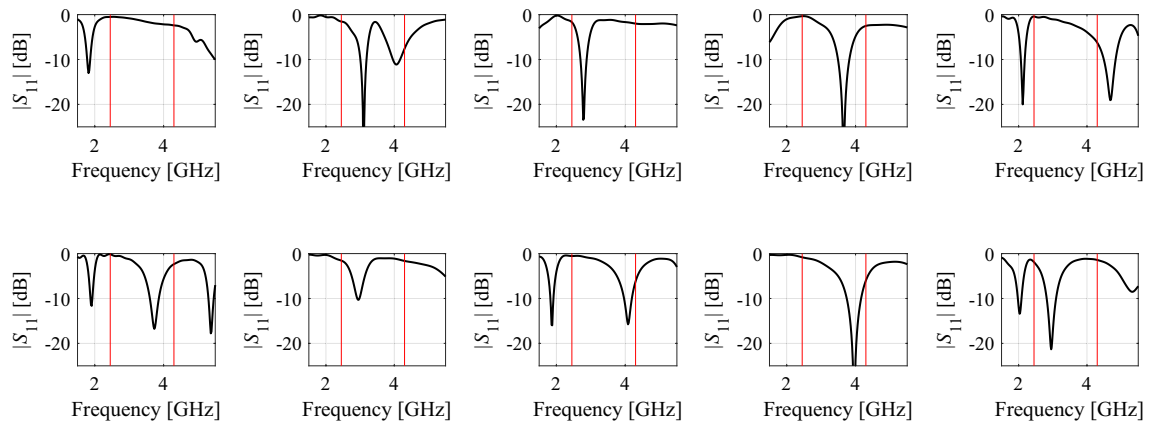 0 0 0 0 0
-10 -10 -10 -10 -10
-20 -20 -20 -20 -20
|S11| [dB] |S11| [dB] |S11| [dB] |S11| [dB] |S11| [dB]
2 4 2 4 2 4 2 4 2 4
Frequency [GHz] Frequency [GHz] Frequency [GHz] Frequency [GHz] Frequency [GHz]
0 0 0 0 0
-10 -10 -10 -10 -10
-20 -20 -20 -20 -20
|S11| [dB] |S11| [dB] |S11| [dB] |S11| [dB] |S11| [dB]
2 4 2 4 2 4 2 4 2 4
Frequency [GHz] Frequency [GHz] Frequency [GHz] Frequency [GHz] Frequency [GHz]